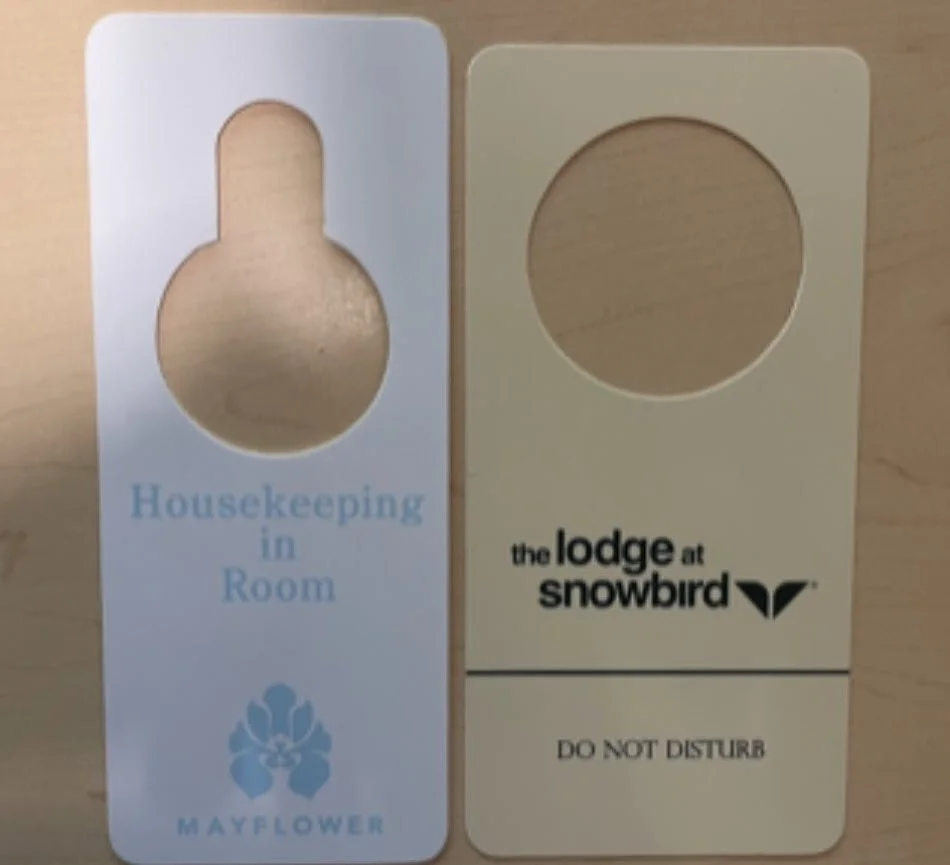 Housekeeping
in
Room
MAYFLOWER
the lodge at
snowbird
DO NOT DISTURB